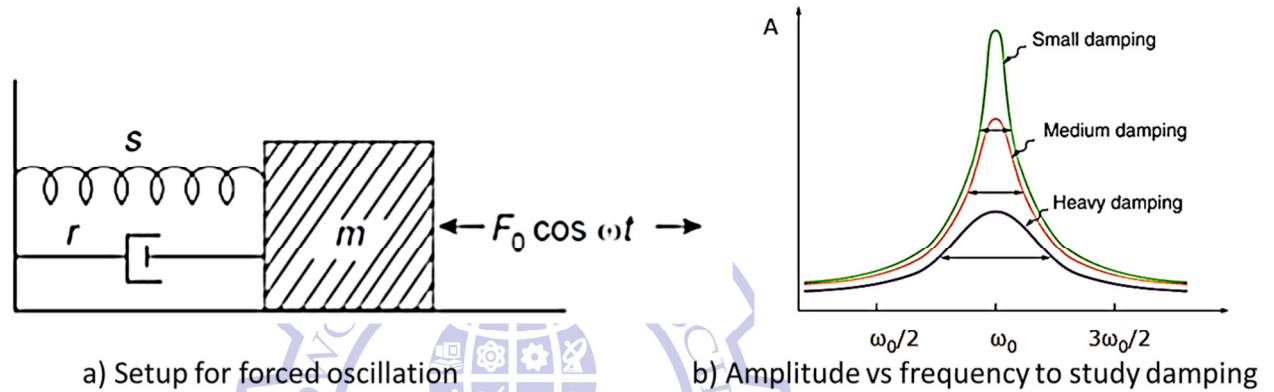 s
r
m
F₀ cos ωt
a) Setup for forced oscillation
A
Small damping
Medium damping
Heavy damping
ω₀/2
ω₀
3ω₀/2
b) Amplitude vs frequency to study damping